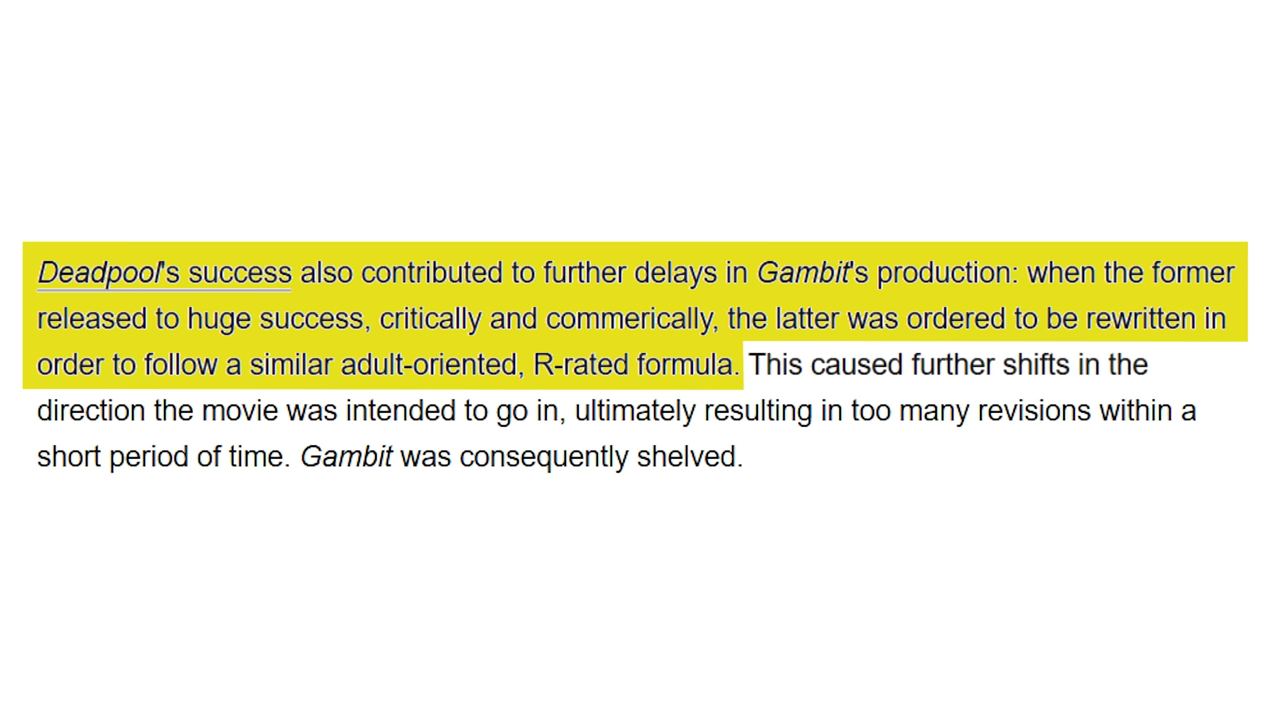 Deadpool's success also contributed to further delays in Gambit's production: when the former
released to huge success, critically and commerically, the latter was ordered to be rewritten in
order to follow a similar adult-oriented, R-rated formula. This caused further shifts in the
direction the movie was intended to go in, ultimately resulting in too many revisions within a
short period of time. Gambit was consequently shelved.